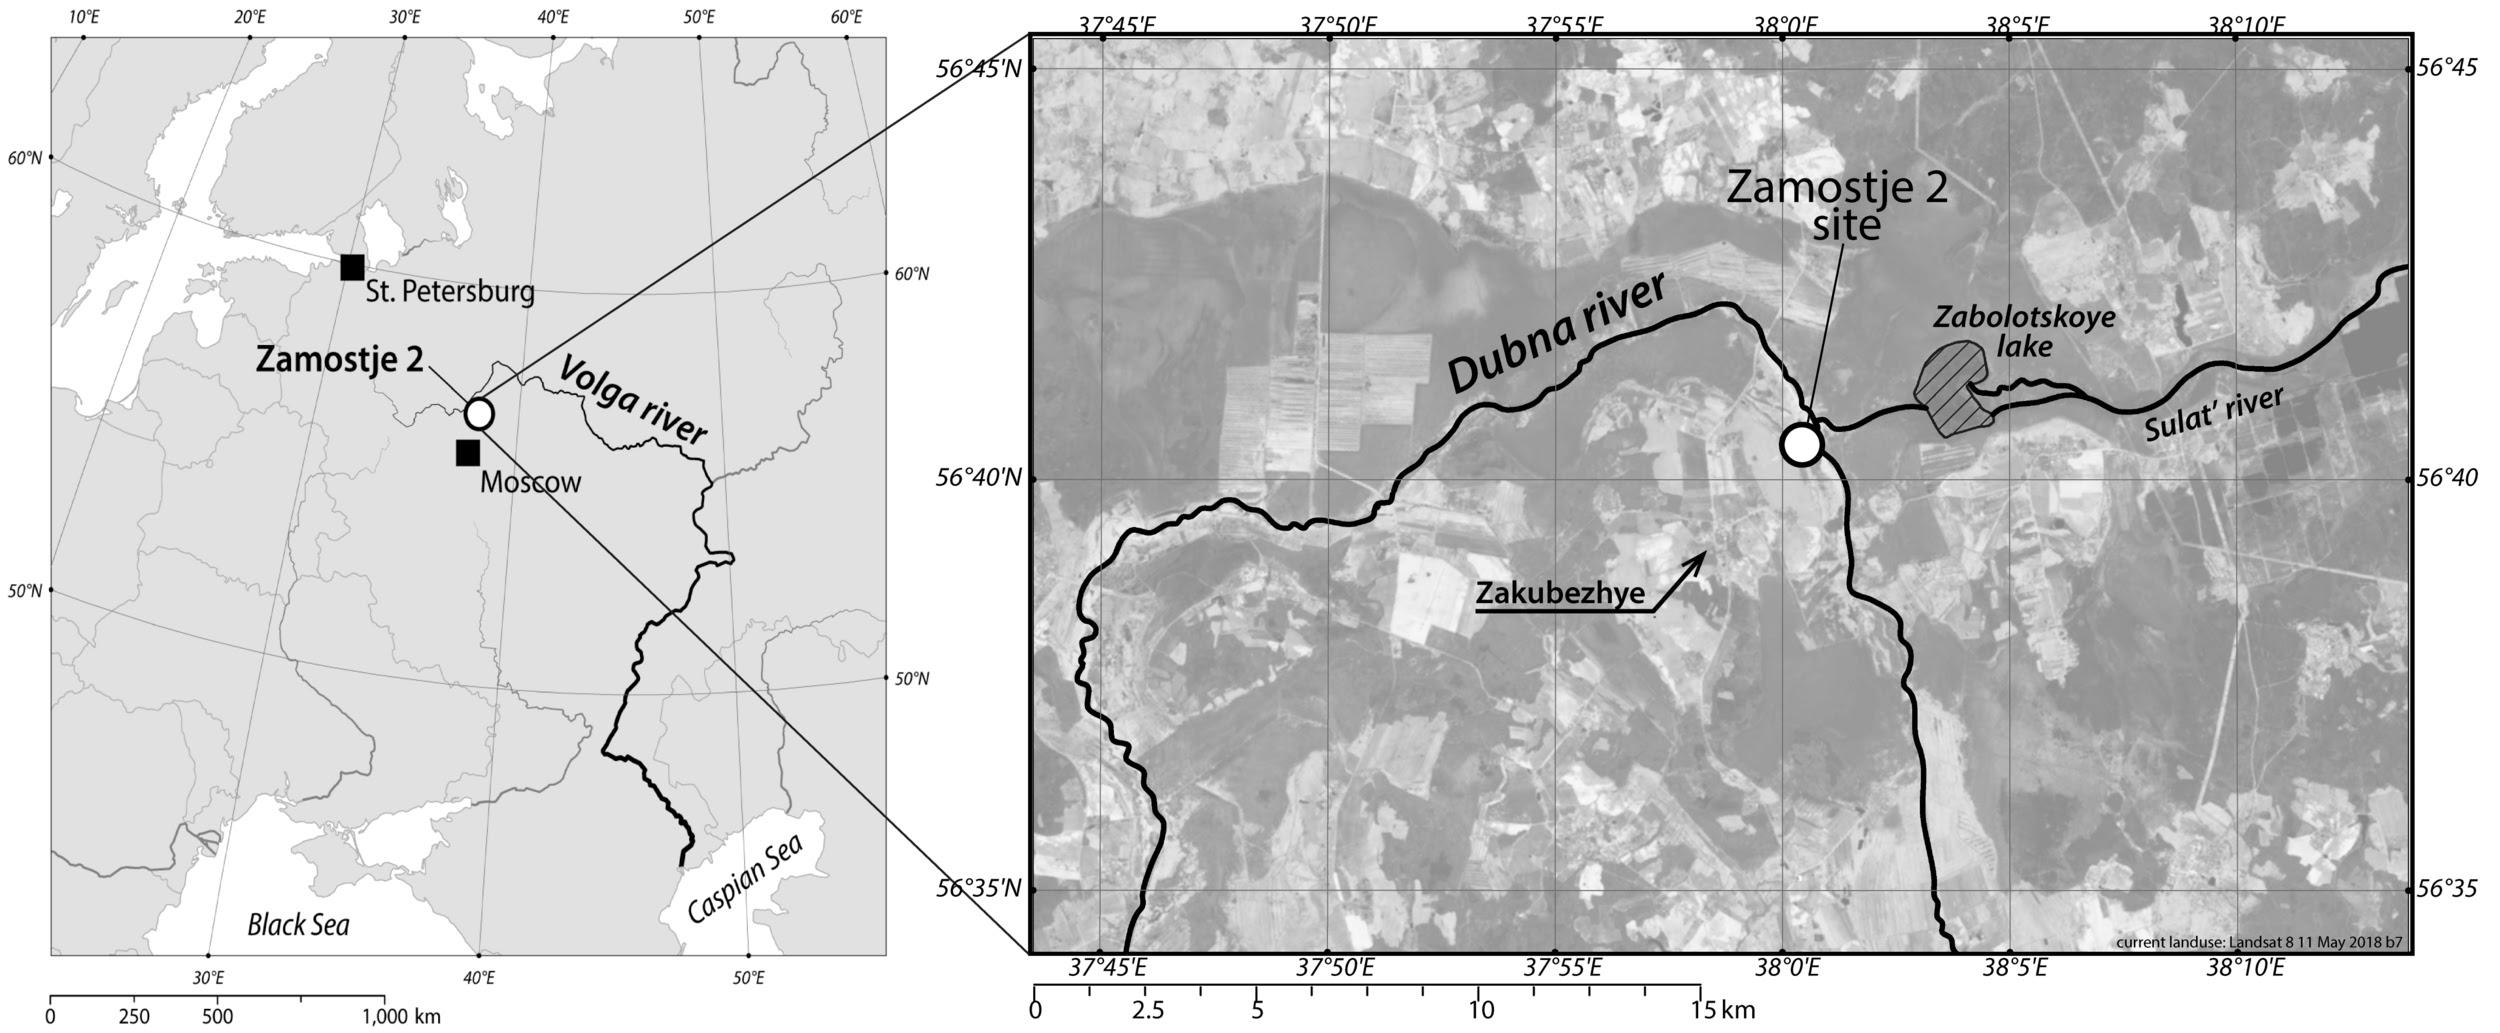 10°E 20°E 30°E 40°E 50°E 60°E
60°N
60°N
St. Petersburg
Zamostje 2
Volga river
Moscow
50°N
50°N
Caspian Sea
Black Sea
30°E 40°E 50°E
0 250 500 1,000 km
37°45'E 37°50'E 37°55'E 38°0'E 38°5'E 38°10'E
56°45'N 56°45
Zamostje 2
site
Dubna river
Zabolotskoye
lake
Sulat' river
56°40'N 56°40
Zakubezhye
56°35'N 56°35
current landuse: Landsat 8 11 May 2018 b7
37°45'E 37°50'E 37°55'E 38°0'E 38°5'E 38°10'E
0 2.5 5 10 15 km